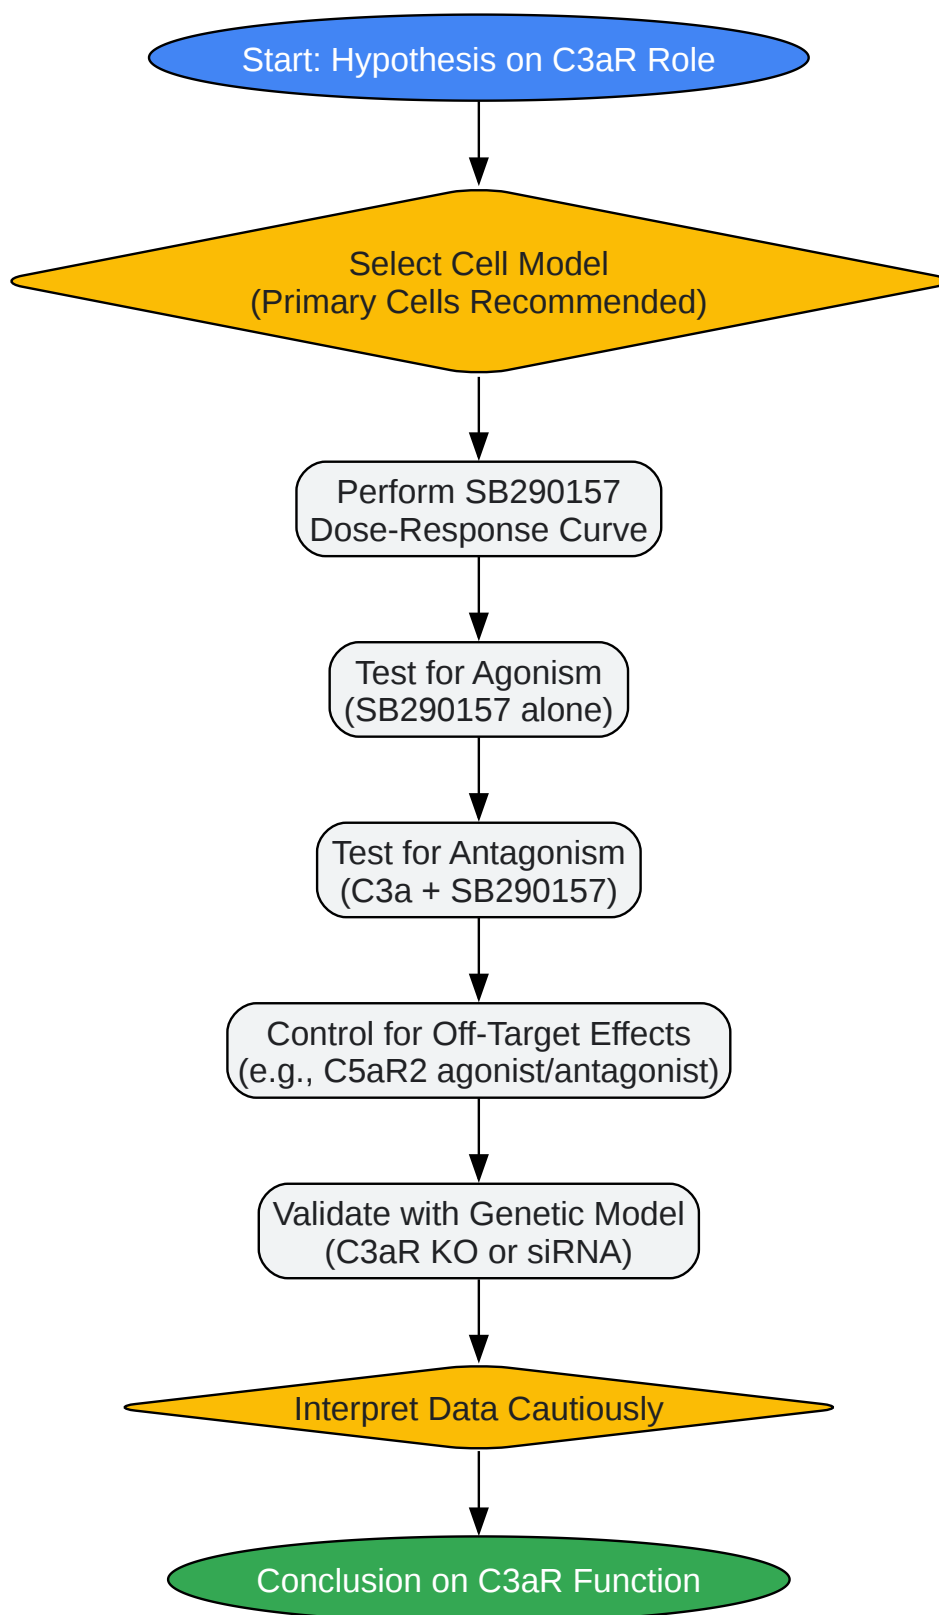 Start: Hypothesis on C3aR Role
Select Cell Model
(Primary Cells Recommended)
Perform SB290157
Dose-Response Curve
Test for Agonism
(SB290157 alone)
Test for Antagonism
(C3a + SB290157)
Control for Off-Target Effects
(e.g., C5aR2 agonist/antagonist)
Validate with Genetic Model
(C3aR KO or siRNA)
Interpret Data Cautiously
Conclusion on C3aR Function